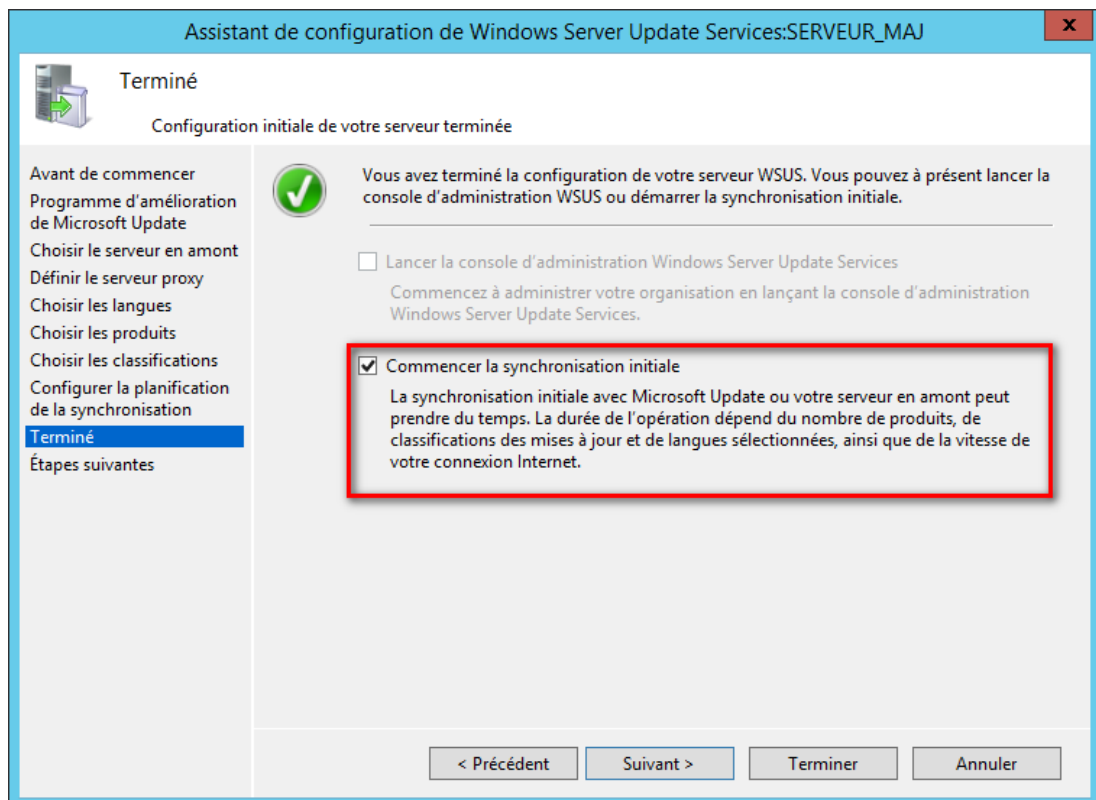 Assistant de configuration de Windows Server Update Services:SERVEUR_MAJ
x
Terminé
Configuration initiale de votre serveur terminée
Avant de commencer
Programme d'amélioration
de Microsoft Update
Choisir le serveur en amont
Définir le serveur proxy
Choisir les langues
Choisir les produits
Choisir les classifications
Configurer la planification
de la synchronisation
Terminé
Étapes suivantes
Vous avez terminé la configuration de votre serveur WSUS. Vous pouvez à présent lancer la
console d'administration WSUS ou démarrer la synchronisation initiale.
Lancer la console d'administration Windows Server Update Services
Commencez à administrer votre organisation en lançant la console d'administration
Windows Server Update Services.
Commencer la synchronisation initiale
La synchronisation initiale avec Microsoft Update ou votre serveur en amont peut
prendre du temps. La durée de l'opération dépend du nombre de produits, de
classifications des mises à jour et de langues sélectionnées, ainsi que de la vitesse de
votre connexion Internet.
< Précédent
Suivant >
Terminer
Annuler